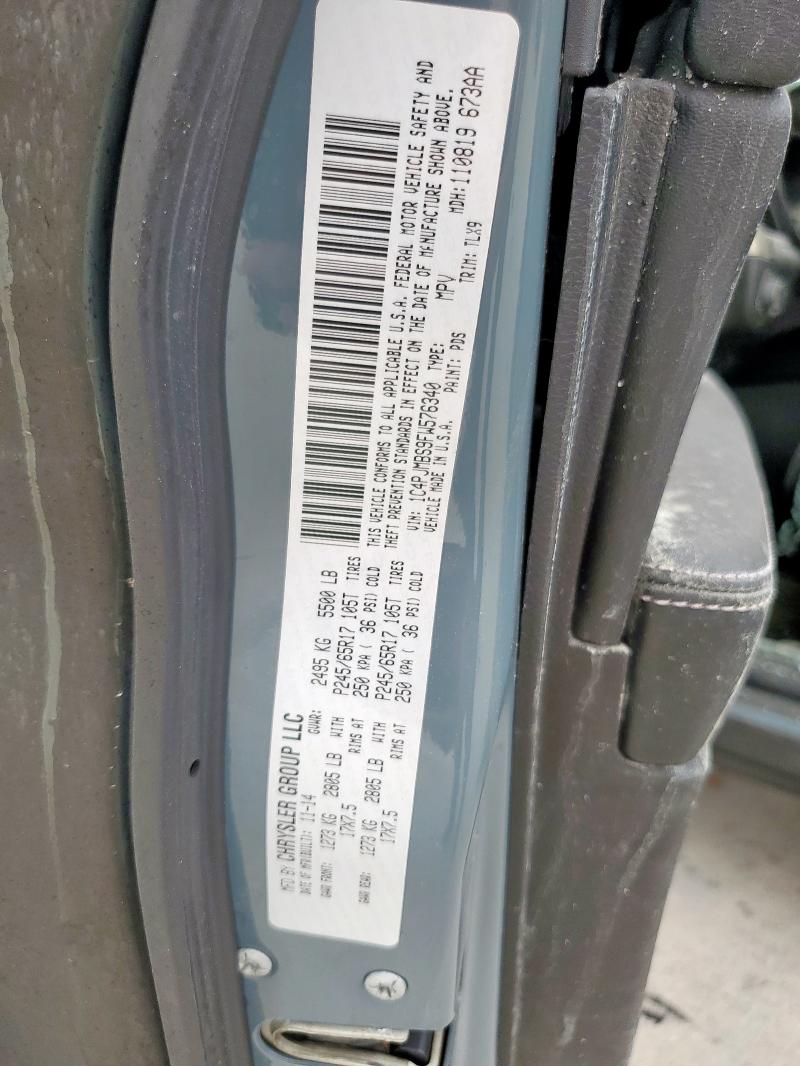 MFD BY CHRYSLER GROUP LLC
DATE OF MFR(BUILT): 11-14 GVWR: 2495 KG 5500 LB
GAWR FRONT: 1273 KG 2805 LB WITH P245/65R17 105T TIRES
17X7.5 RIMS AT 250 KPA ( 36 PSI) COLD
GAWR REAR: 1273 KG 2805 LB WITH P245/65R17 105T TIRES
17X7.5 RIMS AT 250 KPA ( 36 PSI) COLD
THIS VEHICLE CONFORMS TO ALL APPLICABLE U.S.A. FEDERAL MOTOR VEHICLE SAFETY AND
THEFT PREVENTION STANDARDS IN EFFECT ON THE DATE OF MANUFACTURE SHOWN ABOVE.
VIN: 1C4PJMBS9FW576340 TYPE: MPV MDH:110819 673AA
VEHICLE MADE IN U.S.A. PAINT: PDS TRIM: TLX9